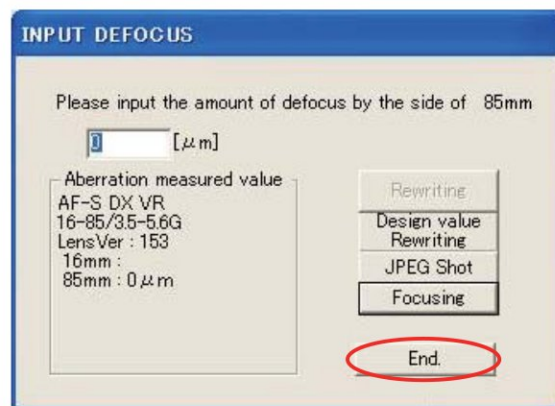 INPUT DEFOCUS
Please input the amount of defocus by the side of 85mm
0 [μm]
Aberration measured value
AF-S DX VR
16-85/3.5-5.6G
LensVer : 153
16mm :
85mm : 0μm
Rewriting
Design value
Rewriting
JPEG Shot
Focusing
End.